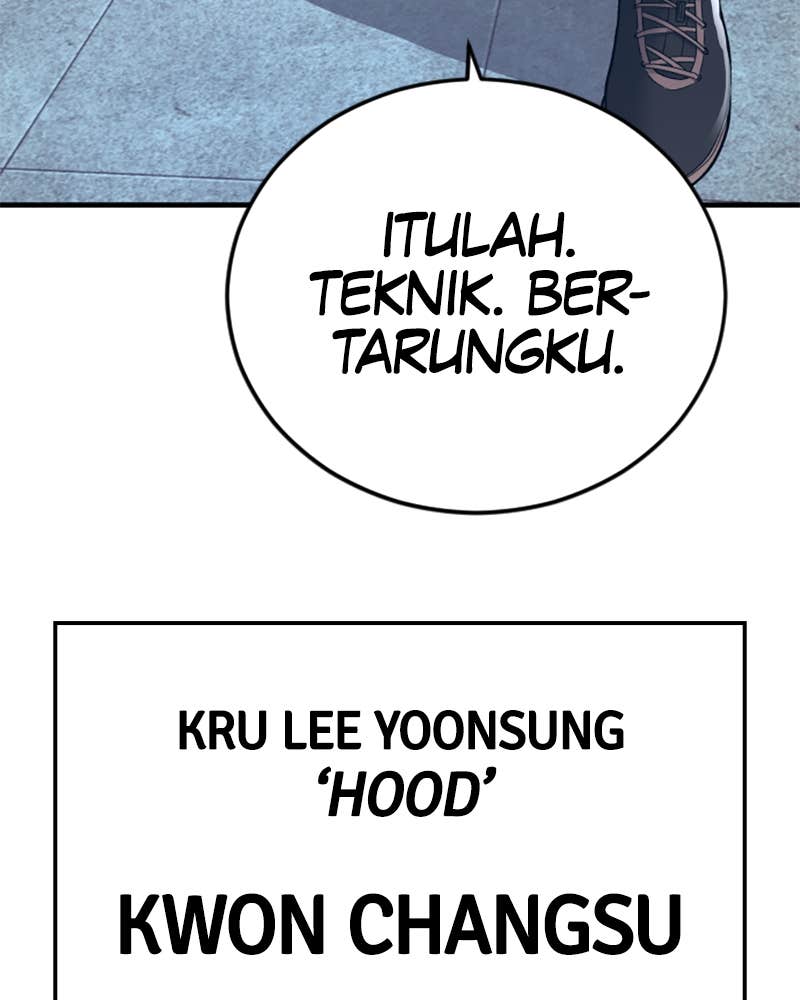 ITULAH.
TEKNIK. BER-
TARUNGKU.
KRU LEE YOONSUNG
‘HOOD’
KWON CHANGSU